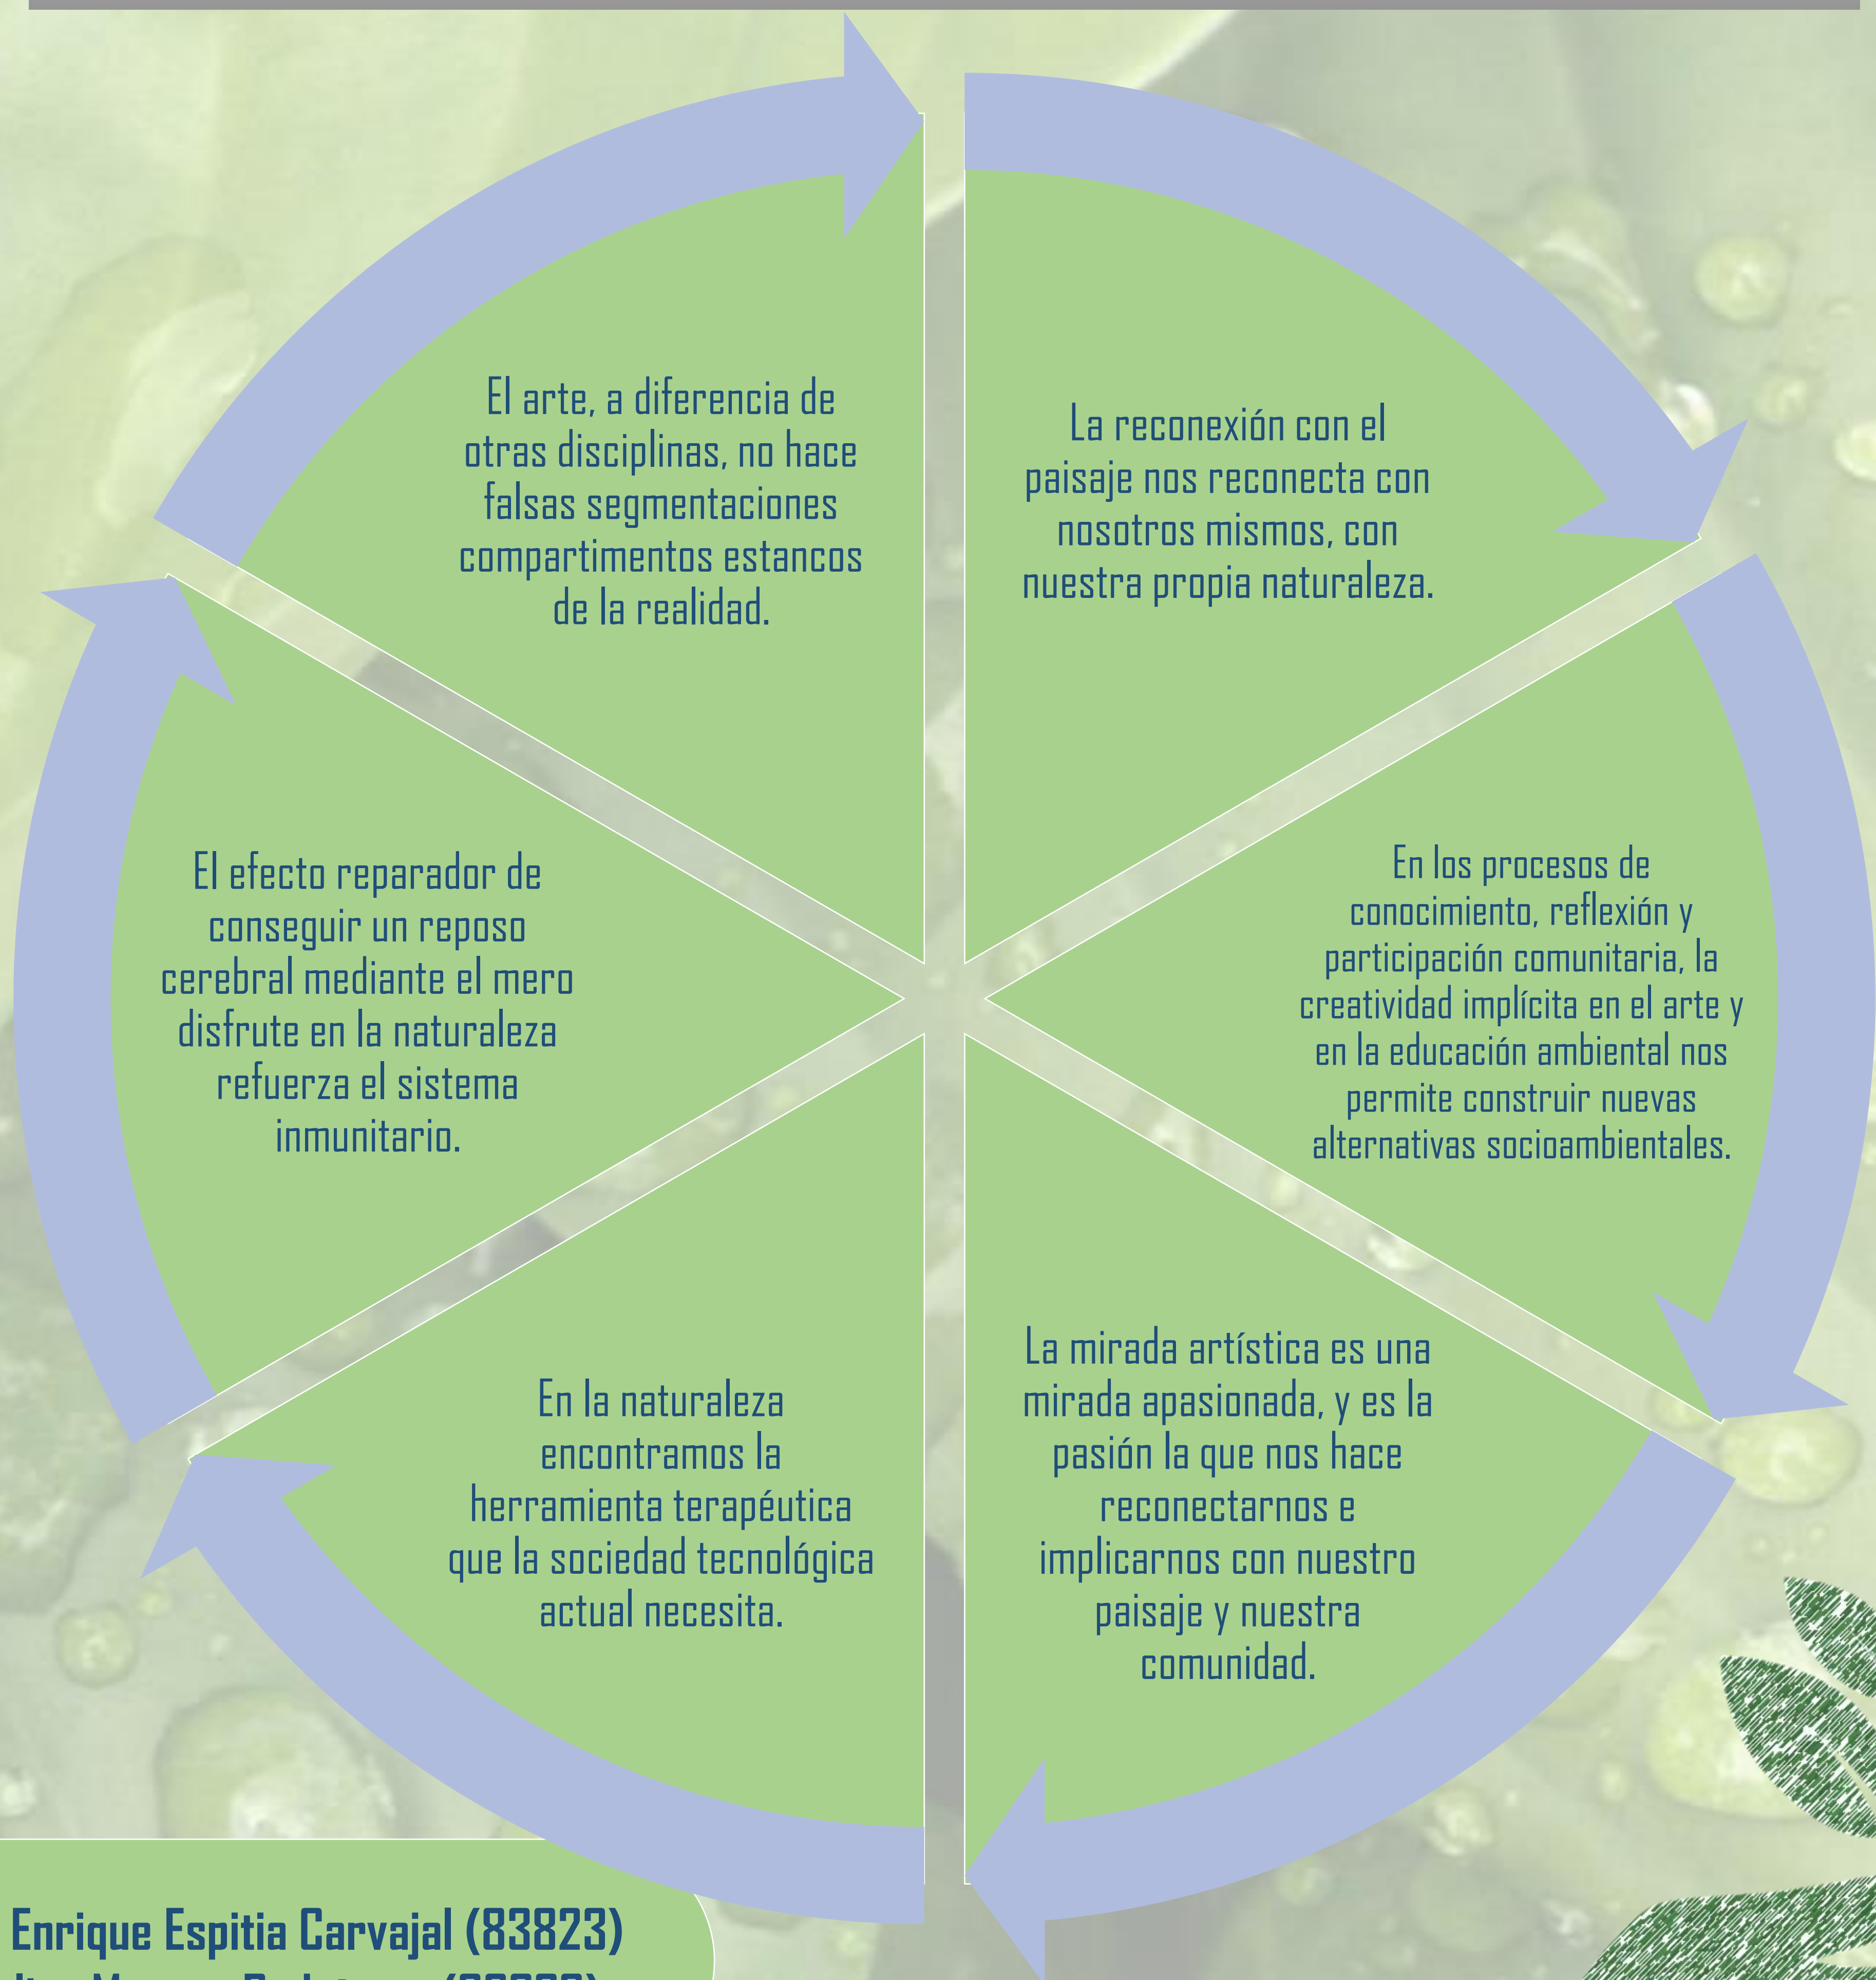 El arte, a diferencia de
otras disciplinas, no hace
falsas segmentaciones
compartimentos estancos
de la realidad.
La reconexión con el
paisaje nos reconecta con
nosotros mismos, con
nuestra propia naturaleza.
En los procesos de
conocimiento, reflexión y
participación comunitaria, la
creatividad implícita en el arte y
en la educación ambiental nos
permite construir nuevas
alternativas socioambientales.
La mirada artística es una
mirada apasionada, y es la
pasión la que nos hace
reconectarnos e
implicarnos con nuestro
paisaje y nuestra
comunidad.
En la naturaleza
encontramos la
herramienta terapéutica
que la sociedad tecnológica
actual necesita.
El efecto reparador de
conseguir un reposo
cerebral mediante el mero
disfrute en la naturaleza
refuerza el sistema
inmunitario.
Enrique Espitia Carvajal (83823)